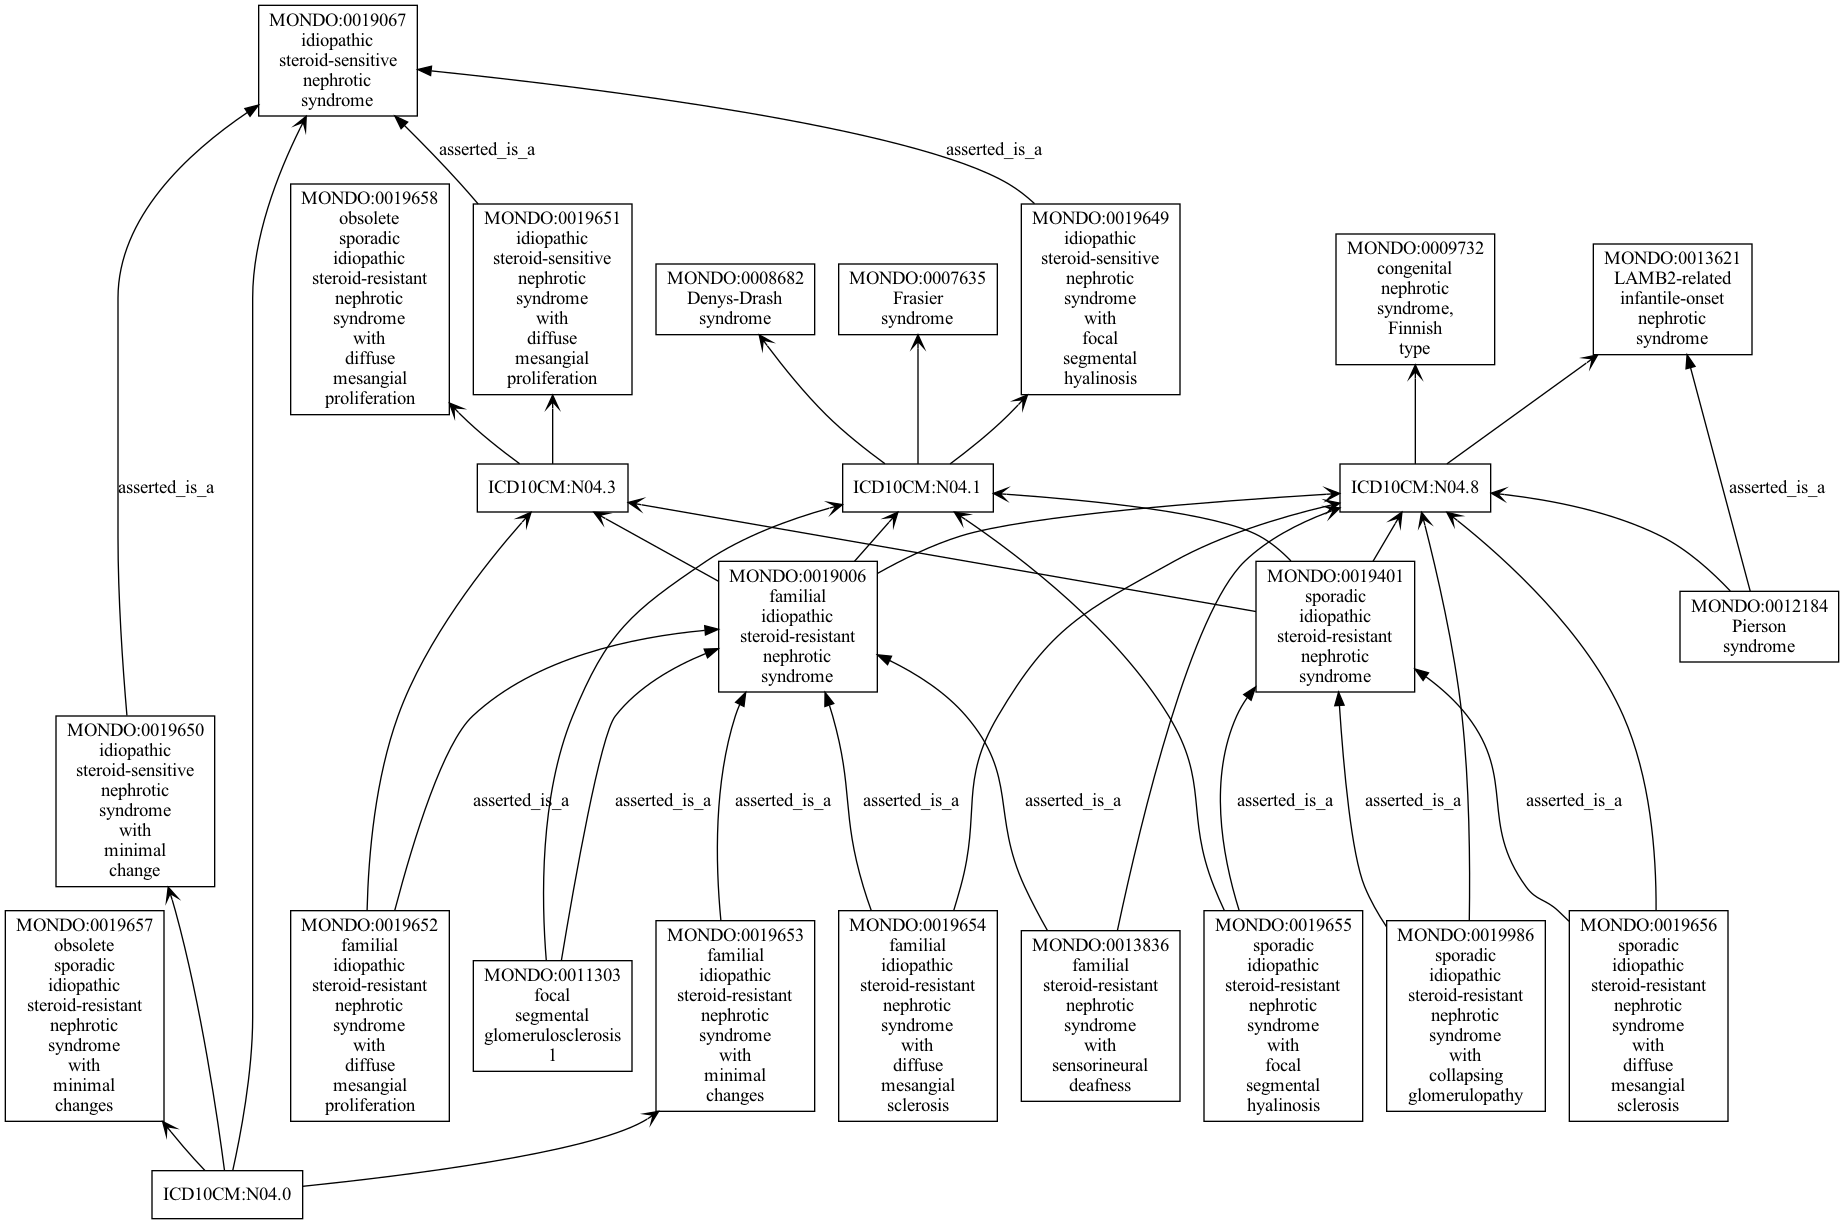 MONDO:0019067
idiopathic
steroid-sensitive
nephrotic
syndrome
asserted_is_a
asserted_is_a
MONDO:0019658
obsolete
sporadic
idiopathic
steroid-resistant
nephrotic
syndrome
with
diffuse
mesangial
proliferation
MONDO:0019651
idiopathic
steroid-sensitive
nephrotic
syndrome
with
diffuse
mesangial
proliferation
MONDO:0008682
Denys-Drash
syndrome
MONDO:0007635
Frasier
syndrome
MONDO:0019649
idiopathic
steroid-sensitive
nephrotic
syndrome
with
focal
segmental
hyalinosis
MONDO:0009732
congenital
nephrotic
syndrome,
Finnish
type
MONDO:0013621
LAMB2-related
infantile-onset
nephrotic
syndrome
asserted_is_a
ICD10CM:N04.3
ICD10CM:N04.1
ICD10CM:N04.8
asserted_is_a
MONDO:0019006
familial
idiopathic
steroid-resistant
nephrotic
syndrome
MONDO:0019401
sporadic
idiopathic
steroid-resistant
nephrotic
syndrome
MONDO:0012184
Pierson
syndrome
MONDO:0019650
idiopathic
steroid-sensitive
nephrotic
syndrome
with
minimal
change
asserted_is_a
asserted_is_a
asserted_is_a
asserted_is_a
asserted_is_a
asserted_is_a
asserted_is_a
asserted_is_a
MONDO:0019657
obsolete
sporadic
idiopathic
steroid-resistant
nephrotic
syndrome
with
minimal
changes
MONDO:0019652
familial
idiopathic
steroid-resistant
nephrotic
syndrome
with
diffuse
mesangial
proliferation
MONDO:0011303
focal
segmental
glomerulosclerosis
1
MONDO:0019653
familial
idiopathic
steroid-resistant
nephrotic
syndrome
with
minimal
changes
MONDO:0019654
familial
idiopathic
steroid-resistant
nephrotic
syndrome
with
diffuse
mesangial
sclerosis
MONDO:0013836
familial
steroid-resistant
nephrotic
syndrome
with
sensorineural
deafness
MONDO:0019655
sporadic
idiopathic
steroid-resistant
nephrotic
syndrome
with
focal
segmental
hyalinosis
MONDO:0019986
sporadic
idiopathic
steroid-resistant
nephrotic
syndrome
with
collapsing
glomerulopathy
MONDO:0019656
sporadic
idiopathic
steroid-resistant
nephrotic
syndrome
with
diffuse
mesangial
sclerosis
ICD10CM:N04.0